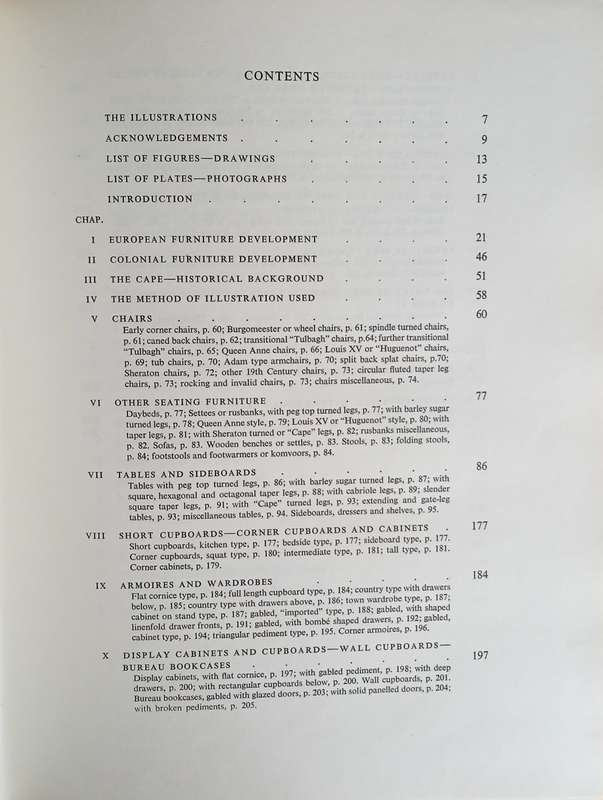 CONTENTS
THE ILLUSTRATIONS . . . . . . . 7
ACKNOWLEDGEMENTS . . . . . . . 9
LIST OF FIGURES—DRAWINGS . . . . . 13
LIST OF PLATES—PHOTOGRAPHS . . . . . 15
INTRODUCTION . . . . . . . . 17
CHAP.
I EUROPEAN FURNITURE DEVELOPMENT . . . . 21
II COLONIAL FURNITURE DEVELOPMENT . . . . 46
III THE CAPE—HISTORICAL BACKGROUND . . . . 51
IV THE METHOD OF ILLUSTRATION USED . . . . 58
V CHAIRS . . . . . . . . . 60
Early corner chairs, p. 60; Burgomeester or wheel chairs, p. 61; spindle turned chairs,
p. 61; caned back chairs, p. 62; transitional “Tulbagh” chairs, p.64; further transitional
“Tulbagh” chairs, p. 65; Queen Anne chairs, p. 66; Louis XV or “Huguenot” chairs,
p. 69; tub chairs, p. 70; Adam type armchairs, p. 70; split back splat chairs, p.70;
Sheraton chairs, p. 72; other 19th Century chairs, p. 73; circular fluted taper leg
chairs, p. 73; rocking and invalid chairs, p. 73; chairs miscellaneous, p. 74.
VI OTHER SEATING FURNITURE . . . . . . 77
Daybeds, p. 77; Settees or rusbanks, with peg top turned legs, p. 77; with barley sugar
turned legs, p. 78; Queen Anne style, p. 79; Louis XV or “Huguenot” style, p. 80; with
taper legs, p. 81; with Sheraton turned or “Cape” legs, p. 82; rusbanks miscellaneous,
p. 82. Sofas, p. 83. Wooden benches or settles, p. 83. Stools, p. 83; folding stools,
p. 84; footstools and footwarmers or komvoors, p. 84.
VII TABLES AND SIDEBOARDS . . . . . . 86
Tables with peg top turned legs, p. 86; with barley sugar turned legs, p. 87; with
square, hexagonal and octagonal taper legs, p. 88; with cabriole legs, p. 89; slender
square taper legs, p. 91; with “Cape” turned legs, p. 93; extending and gate-leg
tables, p. 93; miscellaneous tables, p. 94. Sideboards, dressers and shelves, p. 95.
VIII SHORT CUPBOARDS—CORNER CUPBOARDS AND CABINETS . 177
Short cupboards, kitchen type, p. 177; bedside type, p. 177; sideboard type, p. 177.
Corner cupboards, squat type, p. 180; intermediate type, p. 181; tall type, p. 181.
Corner cabinets, p. 179.
IX ARMOIRES AND WARDROBES . . . . . 184
Flat cornice type, p. 184; full length cupboard type, p. 184; country type with drawers
below, p. 185; country type with drawers above, p. 186; town wardrobe type, p. 187;
cabinet on stand type, p. 187; gabled, “imported” type, p. 188; gabled, with shaped
linenfold drawer fronts, p. 191; gabled, with bombé shaped drawers, p. 192; gabled,
cabinet type, p. 194; triangular pediment type, p. 195. Corner armoires, p. 196.
X DISPLAY CABINETS AND CUPBOARDS—WALL CUPBOARDS—
BUREAU BOOKCASES . . . . . . . 197
Display cabinets, with flat cornice, p. 197; with gabled pediment, p. 198; with deep
drawers, p. 200; with rectangular cupboards below, p. 200. Wall cupboards, p. 201.
Bureau bookcases, gabled with glazed doors, p. 203; with solid panelled doors, p. 204;
with broken pediments, p. 205.